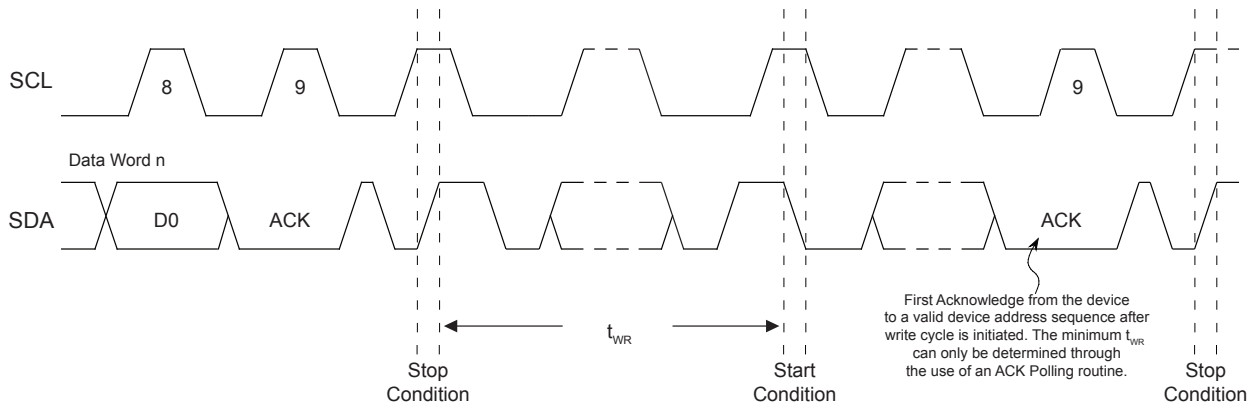 SCL
8
9
9
Data Word n
SDA
D0
ACK
ACK
First Acknowledge from the device
to a valid device address sequence after
write cycle is initiated. The minimum tWR
can only be determined through
the use of an ACK Polling routine.
tWR
Stop
Condition
Start
Condition
Stop
Condition